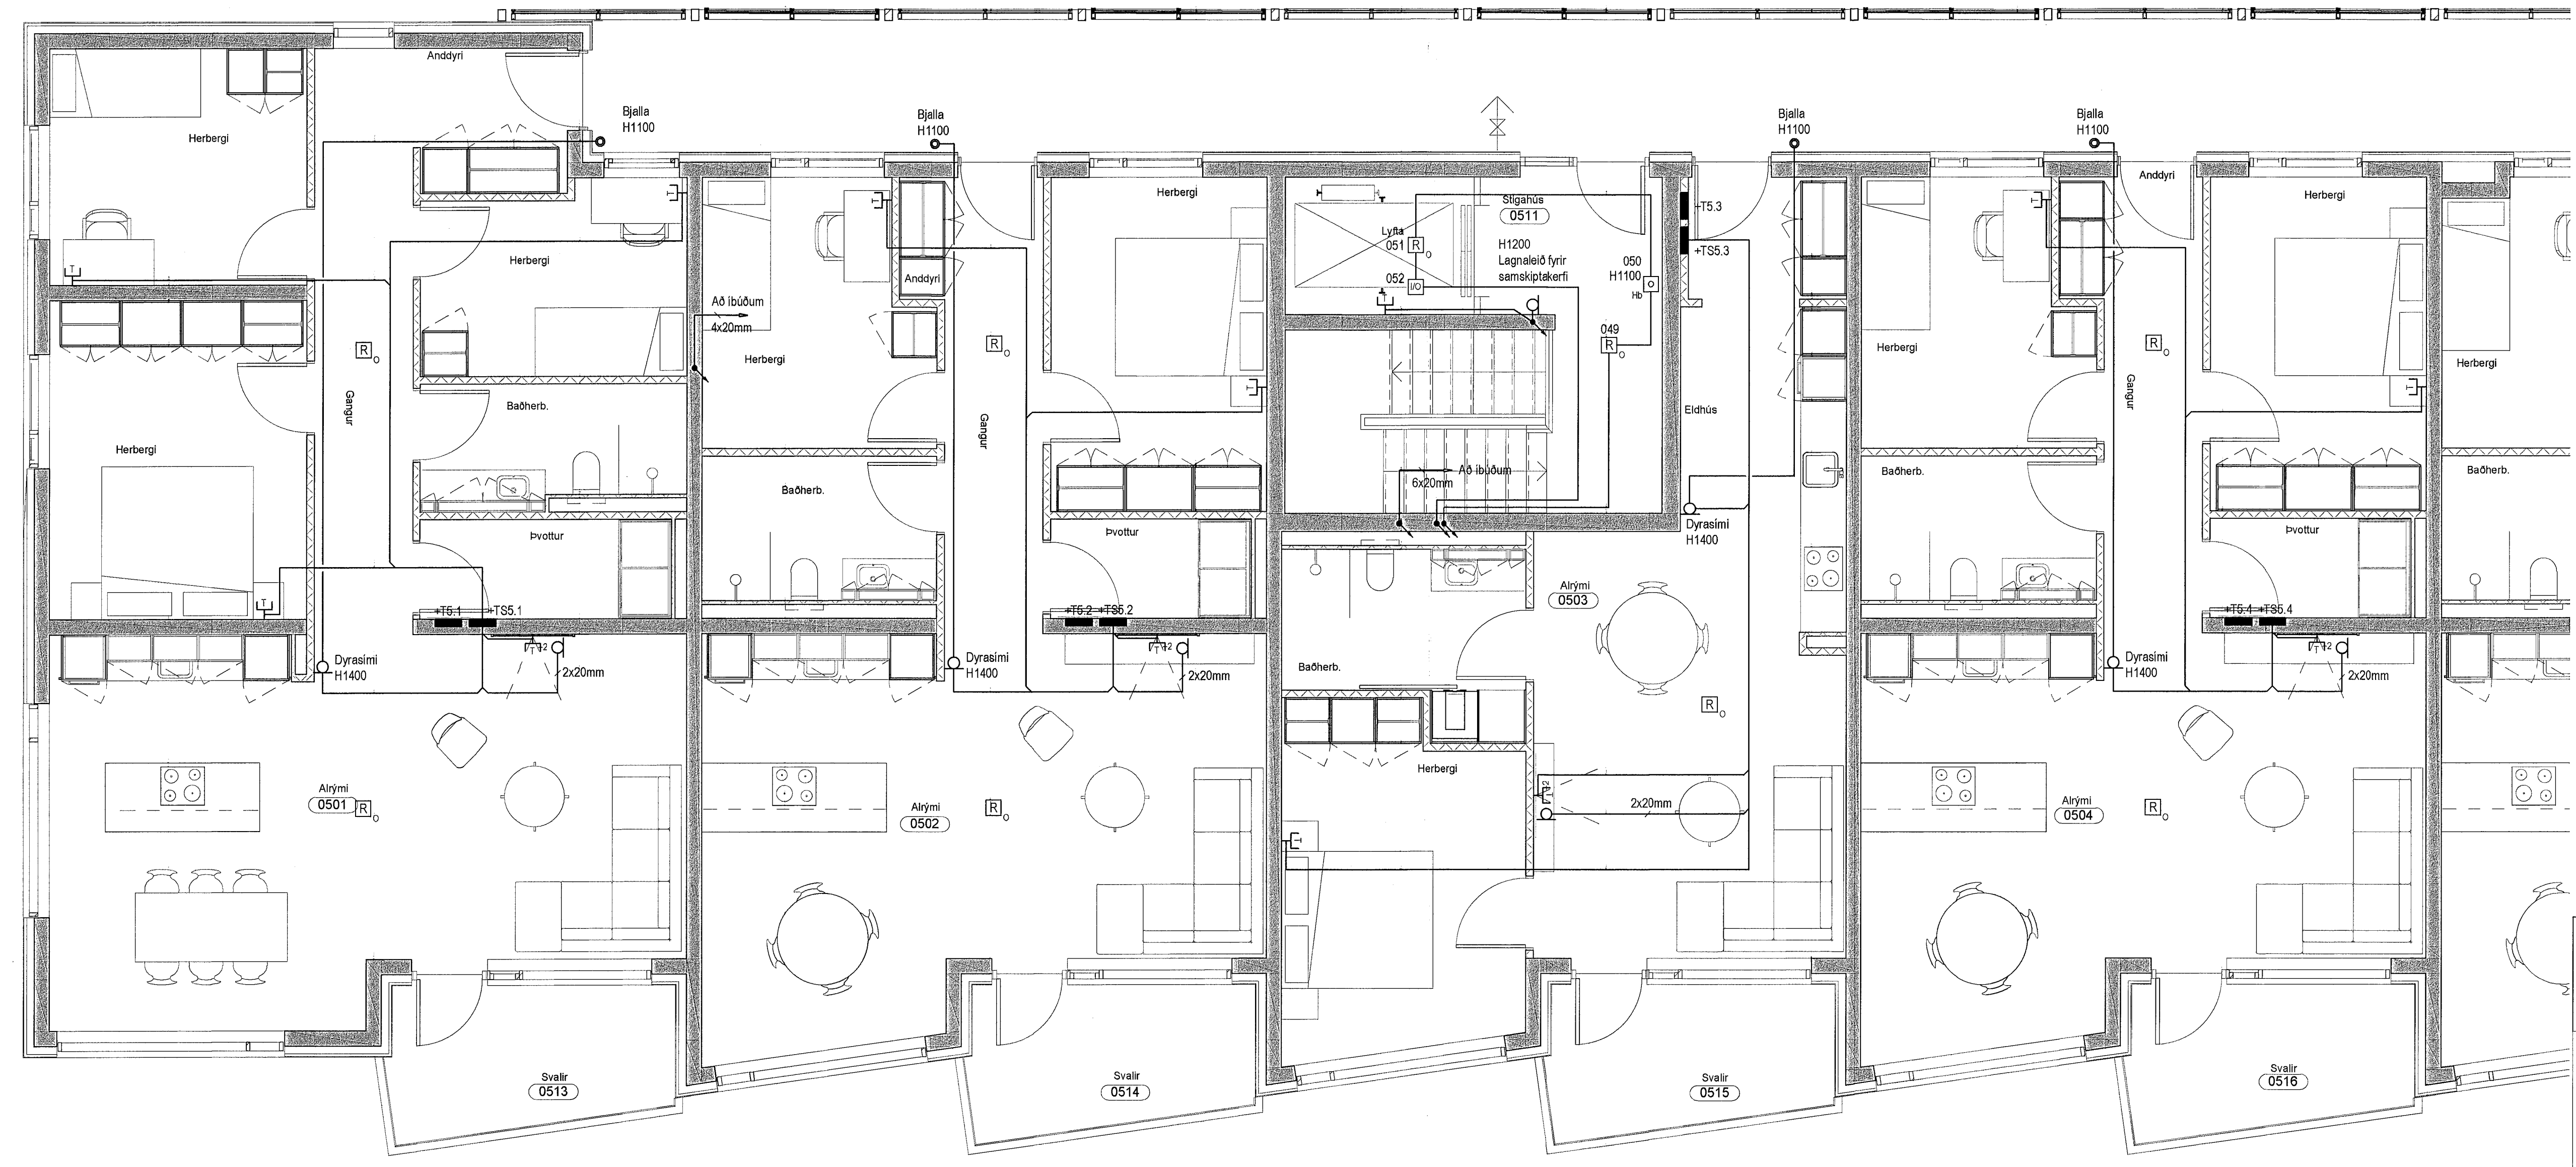 Anddyri
Herbergi
Bjalla
H1100
Bjalla
H1100
Bjalla
H1100
Bjalla
H1100
Anddyri
Herbergi
Herbergi
Stigahús
0511
+T5.3
+TS5.3
Lyfta
051
R
O
052
I/O
H1200
Lagnaleið fyrir
samskiptakerfi
050
H1100
O
Hb
049
R
O
Herbergi
Anddyri
Að íbúðum
4x20mm
Herbergi
R
O
R
O
R
O
Herbergi
Herbergi
Gangur
Gangur
Gangur
Baðherb.
Eldhús
Herbergi
Baðherb.
Að íbúðum
6x20mm
Baðherb.
Baðherb.
Þvottur
Þvottur
Þvottur
Dyrasími
H1400
+T5.1
+TS5.1
+T5.2
+TS5.2
Alrými
0503
+T5.4
+TS5.4
T
+2
T
+2
T
+2
Dyrasími
H1400
2x20mm
Dyrasími
H1400
2x20mm
Baðherb.
Dyrasími
H1400
2x20mm
R
O
Herbergi
Alrými
0501
R
O
Alrými
0502
R
O
T
+2
2x20mm
Alrými
0504
R
O
Svalir
0513
Svalir
0514
Svalir
0515
Svalir
0516